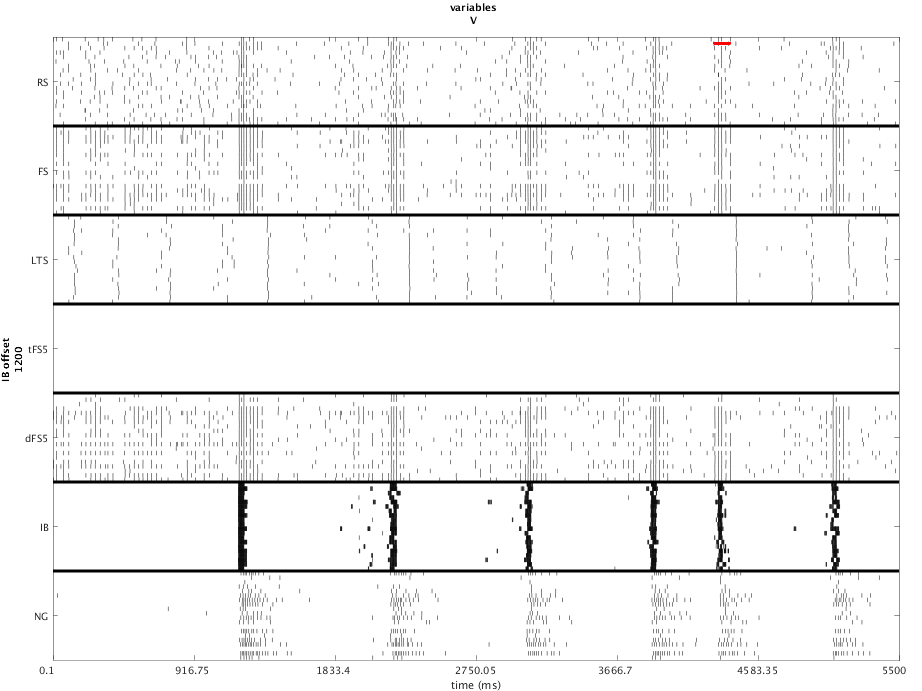 variables
V
RS
FS
LTS
tFS5
dFS5
IB
NG
IB offset
1200
0.1 916.75 1833.4 2750.05 3666.7 4583.35 5500
time (ms)